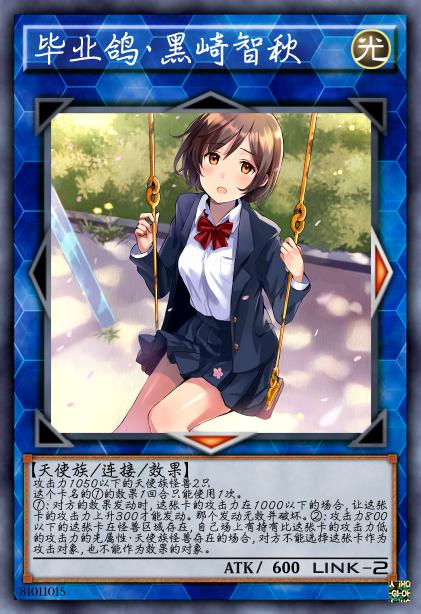 毕业鸽·黑崎智秋
光
【天使族/连接/效果】
攻击力1050以下的天使族怪兽2只
这个卡名的①的效果1回合只能使用1次。
①:对方的效果发动时,这张卡的攻击力在1000以下的场合,让这张
卡的攻击力上升300才能发动。那个发动无效并破坏。②:攻击力800
以下的这张卡在怪兽区域存在,自己场上有持有比这张卡的攻击力低
的攻击力的光属性·天使族怪兽存在的场合,对方不能选择这张卡作为
攻击对象,也不能作为效果的对象。
ATK/ 600 LINK-2
81011015